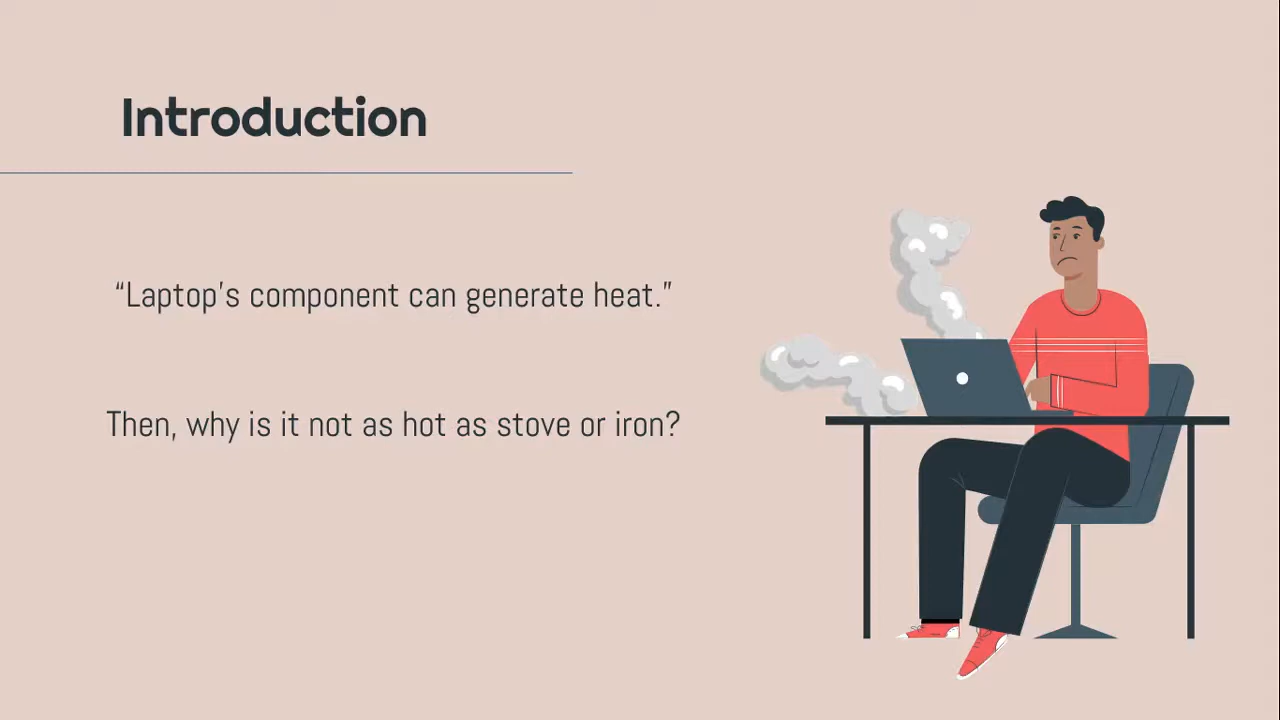 Introduction
“Laptop’s component can generate heat.”
Then, why is it not as hot as stove or iron?